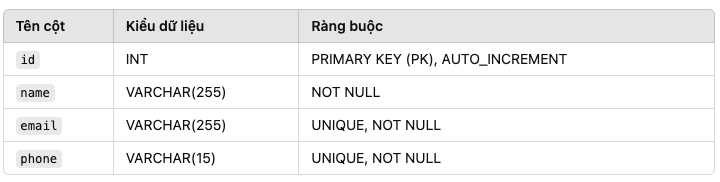 Tên cột Kiểu dữ liệu Ràng buộc
id INT PRIMARY KEY (PK), AUTO_INCREMENT
name VARCHAR(255) NOT NULL
email VARCHAR(255) UNIQUE, NOT NULL
phone VARCHAR(15) UNIQUE, NOT NULL